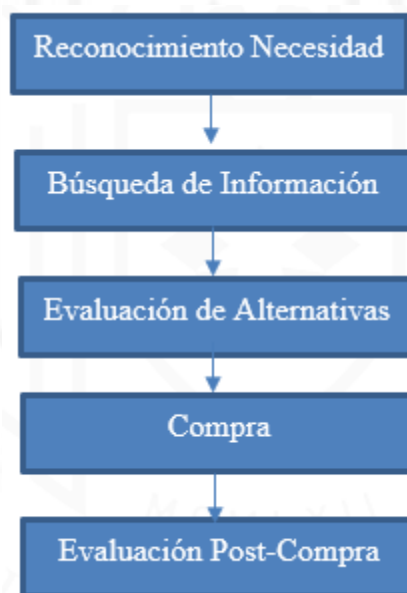 Reconocimiento Necesidad
Búsqueda de Información
Evaluación de Alternativas
Compra
Evaluación Post-Compra